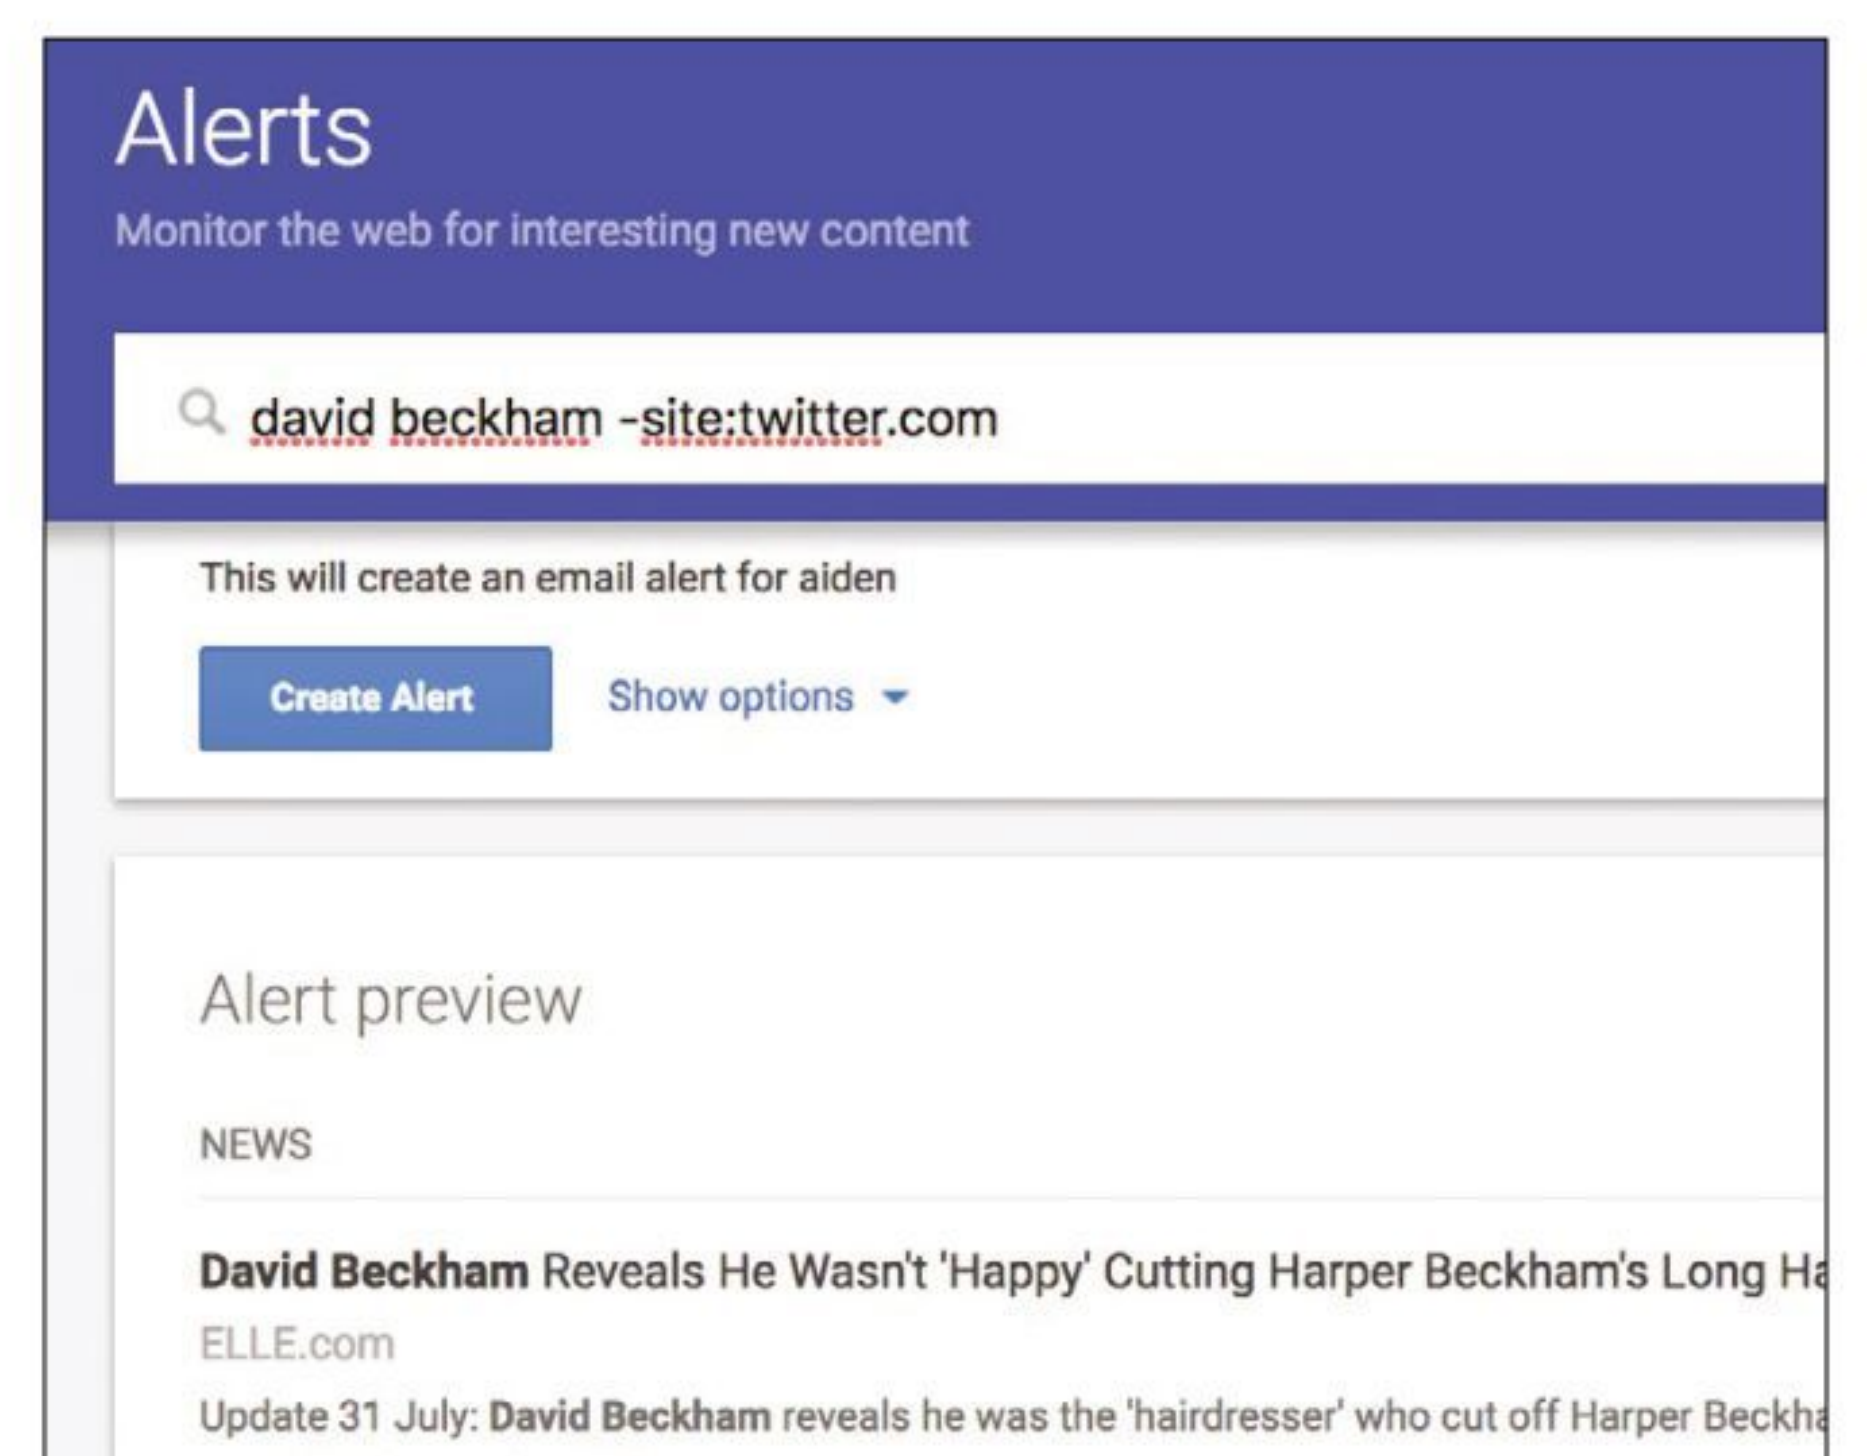 Alerts
Monitor the web for interesting new content
david beckham -site:twitter.com
This will create an email alert for aiden
Create Alert Show options
Alert preview
NEWS
David Beckham Reveals He Wasn't 'Happy' Cutting Harper Beckham's Long
ELLE.com
Update 31 July: David Beckham reveals he was the 'hairdresser' who cut off Harper